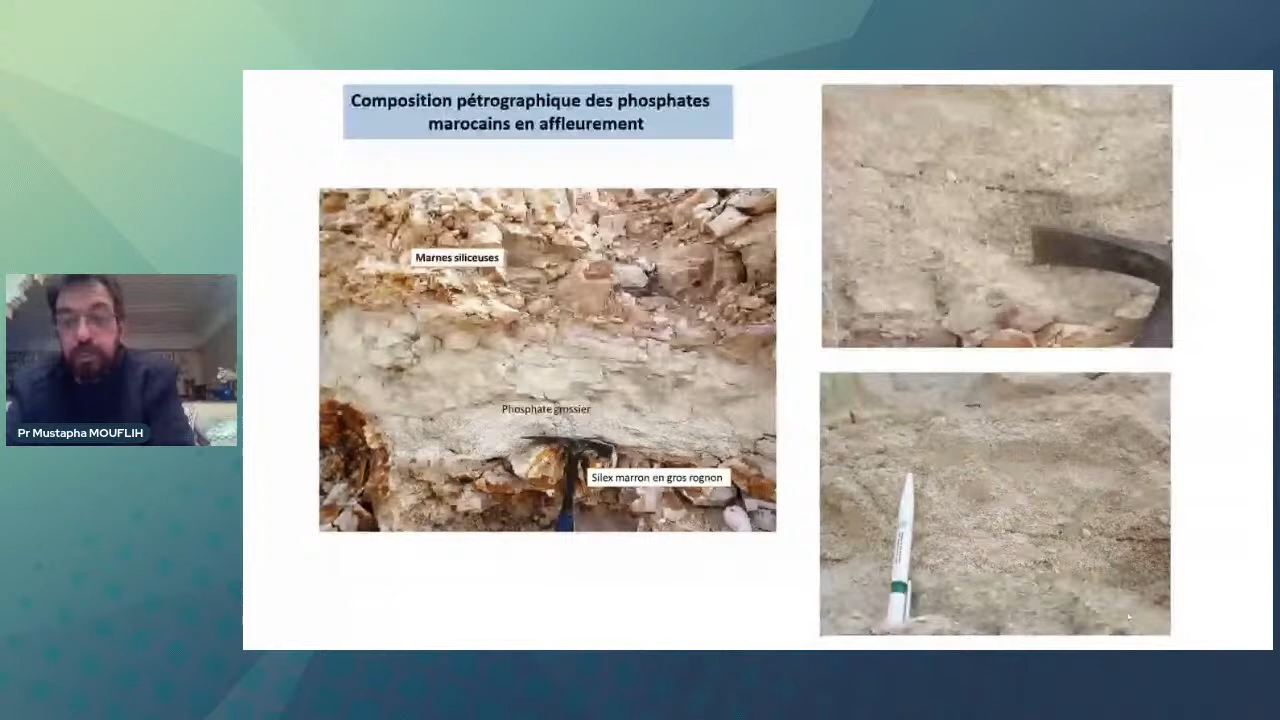 Composition pétrographique des phosphates
marocains en affleurement
Marnes siliceuses
Phosphate grossier
Silex marron en gros rognon
Pr Mustapha MOUFLIH